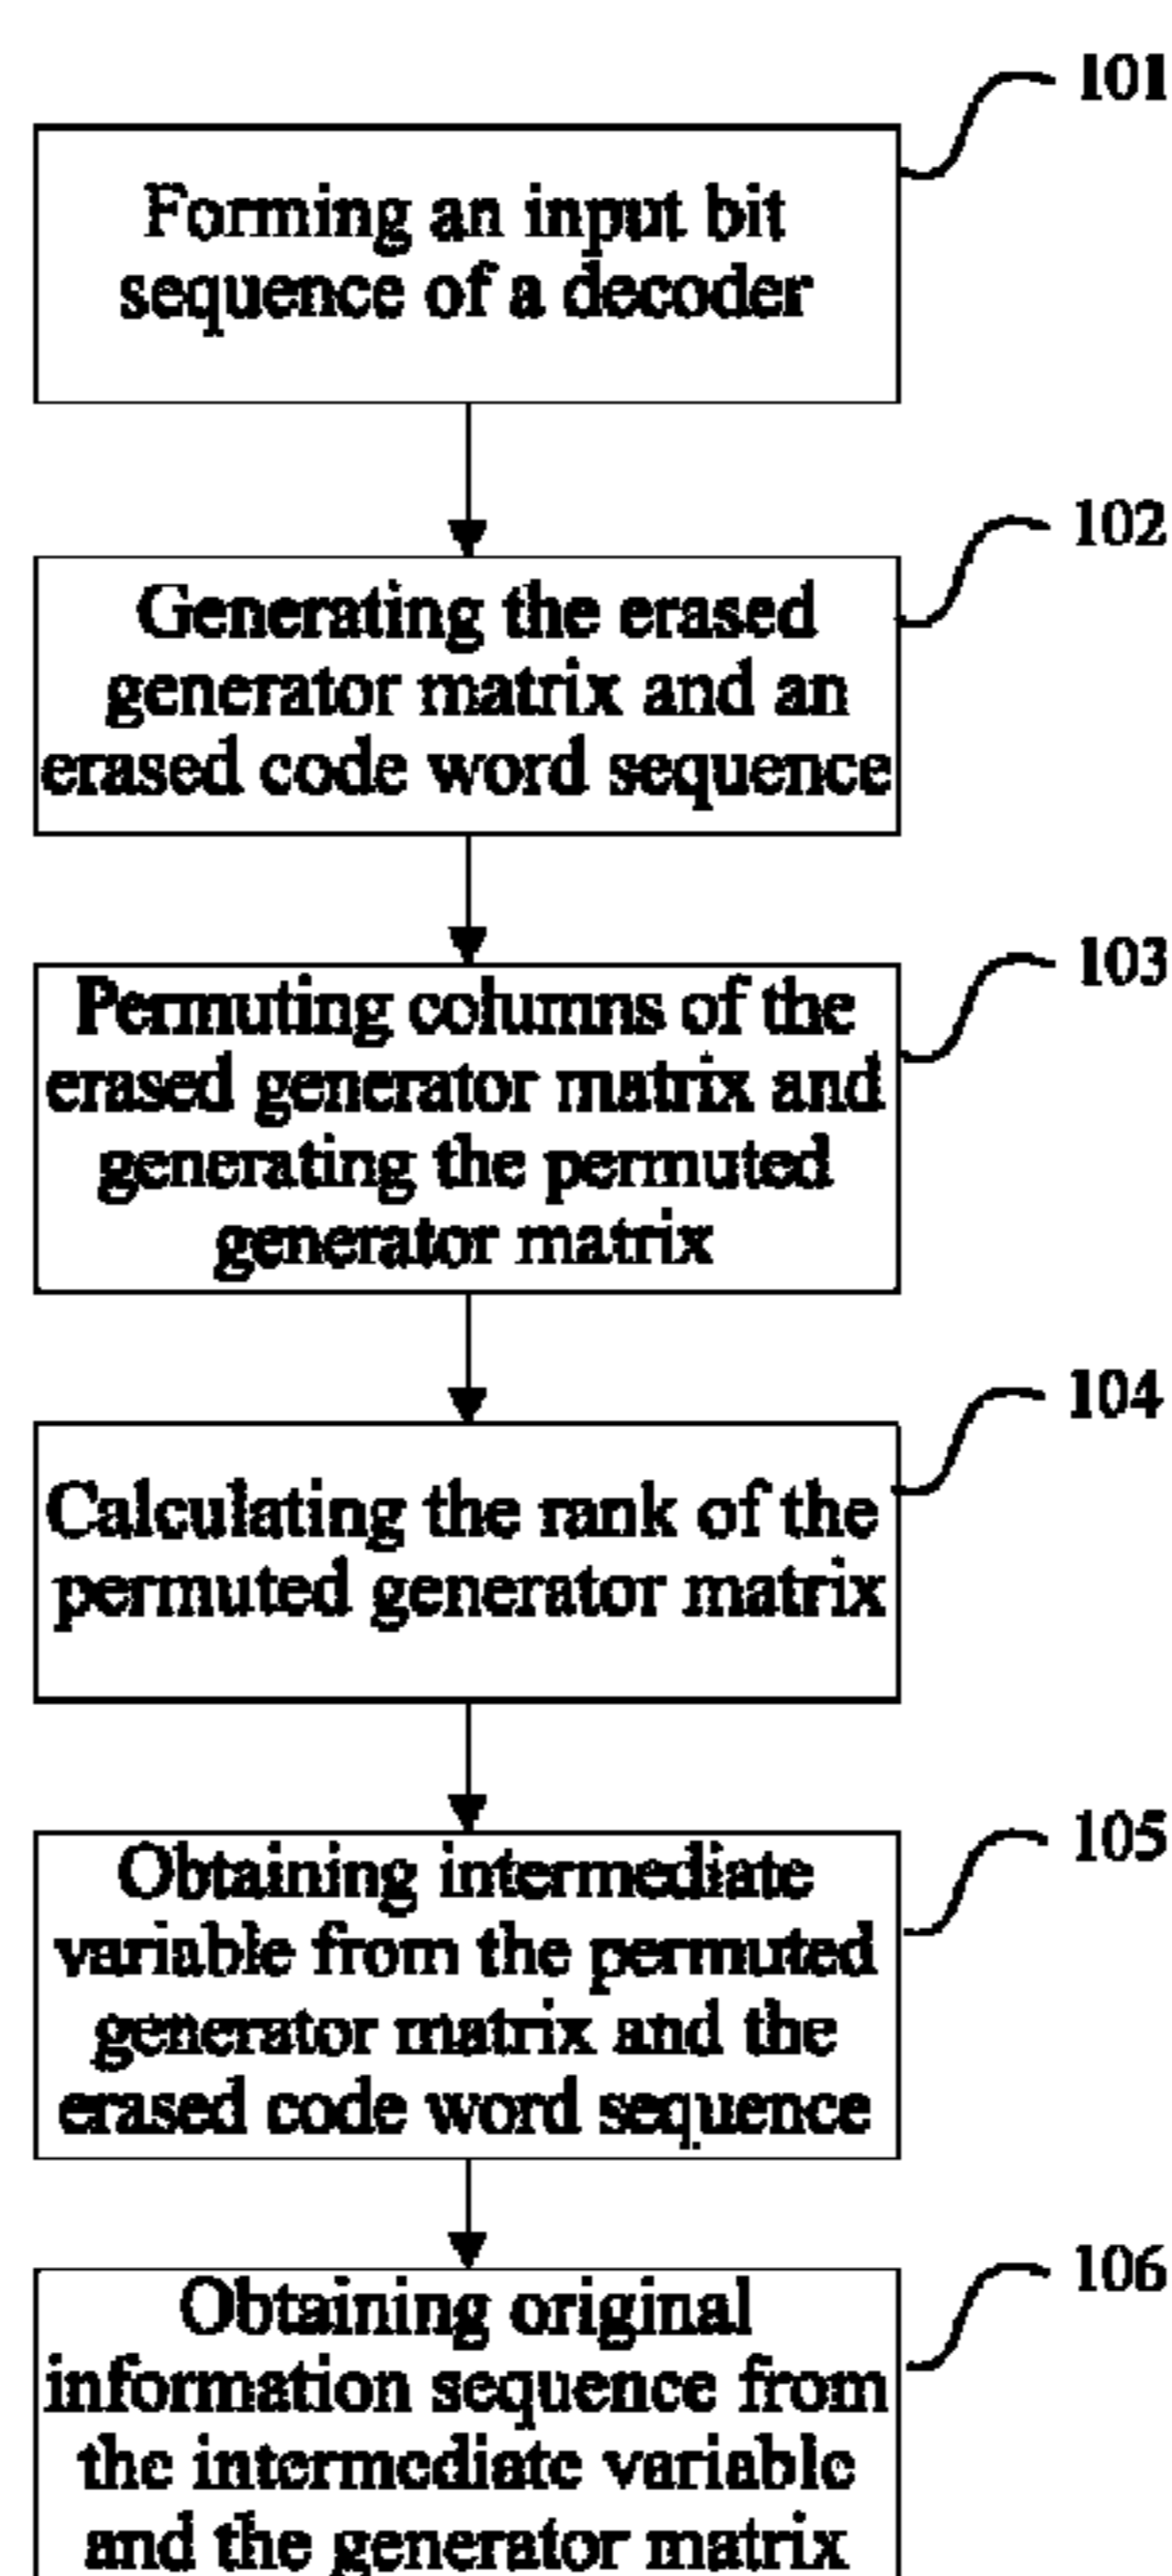 101
Forming an input bit
sequence of a decoder
102
Generating the erased
generator matrix and an
erased code word sequence
103
Permuting columns of the
erased generator matrix and
generating the permuted
generator matrix
104
Calculating the rank of the
permuted generator matrix
105
Obtaining intermediate
variable from the permuted
generator matrix and the
erased code word sequence
106
Obtaining original
information sequence from
the intermediate variable
and the generator matrix